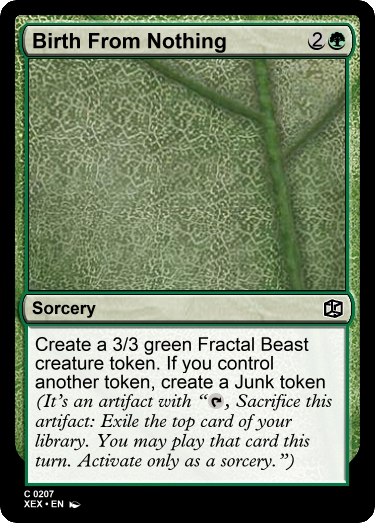 Birth From Nothing 2
Sorcery
Create a 3/3 green Fractal Beast
creature token. If you control
another token, create a Junk token
(It's an artifact with “, Sacrifice this
artifact: Exile the top card of your
library. You may play that card this
turn. Activate only as a sorcery.”)
C 0207
XEX • EN